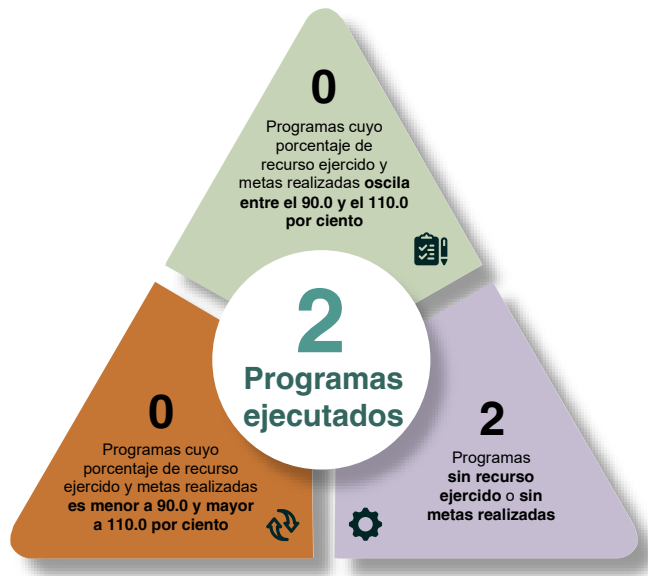 0
Programas cuyo
porcentaje de
recurso ejercido y
metas realizadas oscila
entre el 90.0 y el 110.0
por ciento
2
Programas
ejecutados
0
Programas cuyo
porcentaje de recurso
ejercido y metas realizadas
es menor a 90.0 y mayor
a 110.0 por ciento
2
Programas
sin recurso
ejercido o sin
metas realizadas